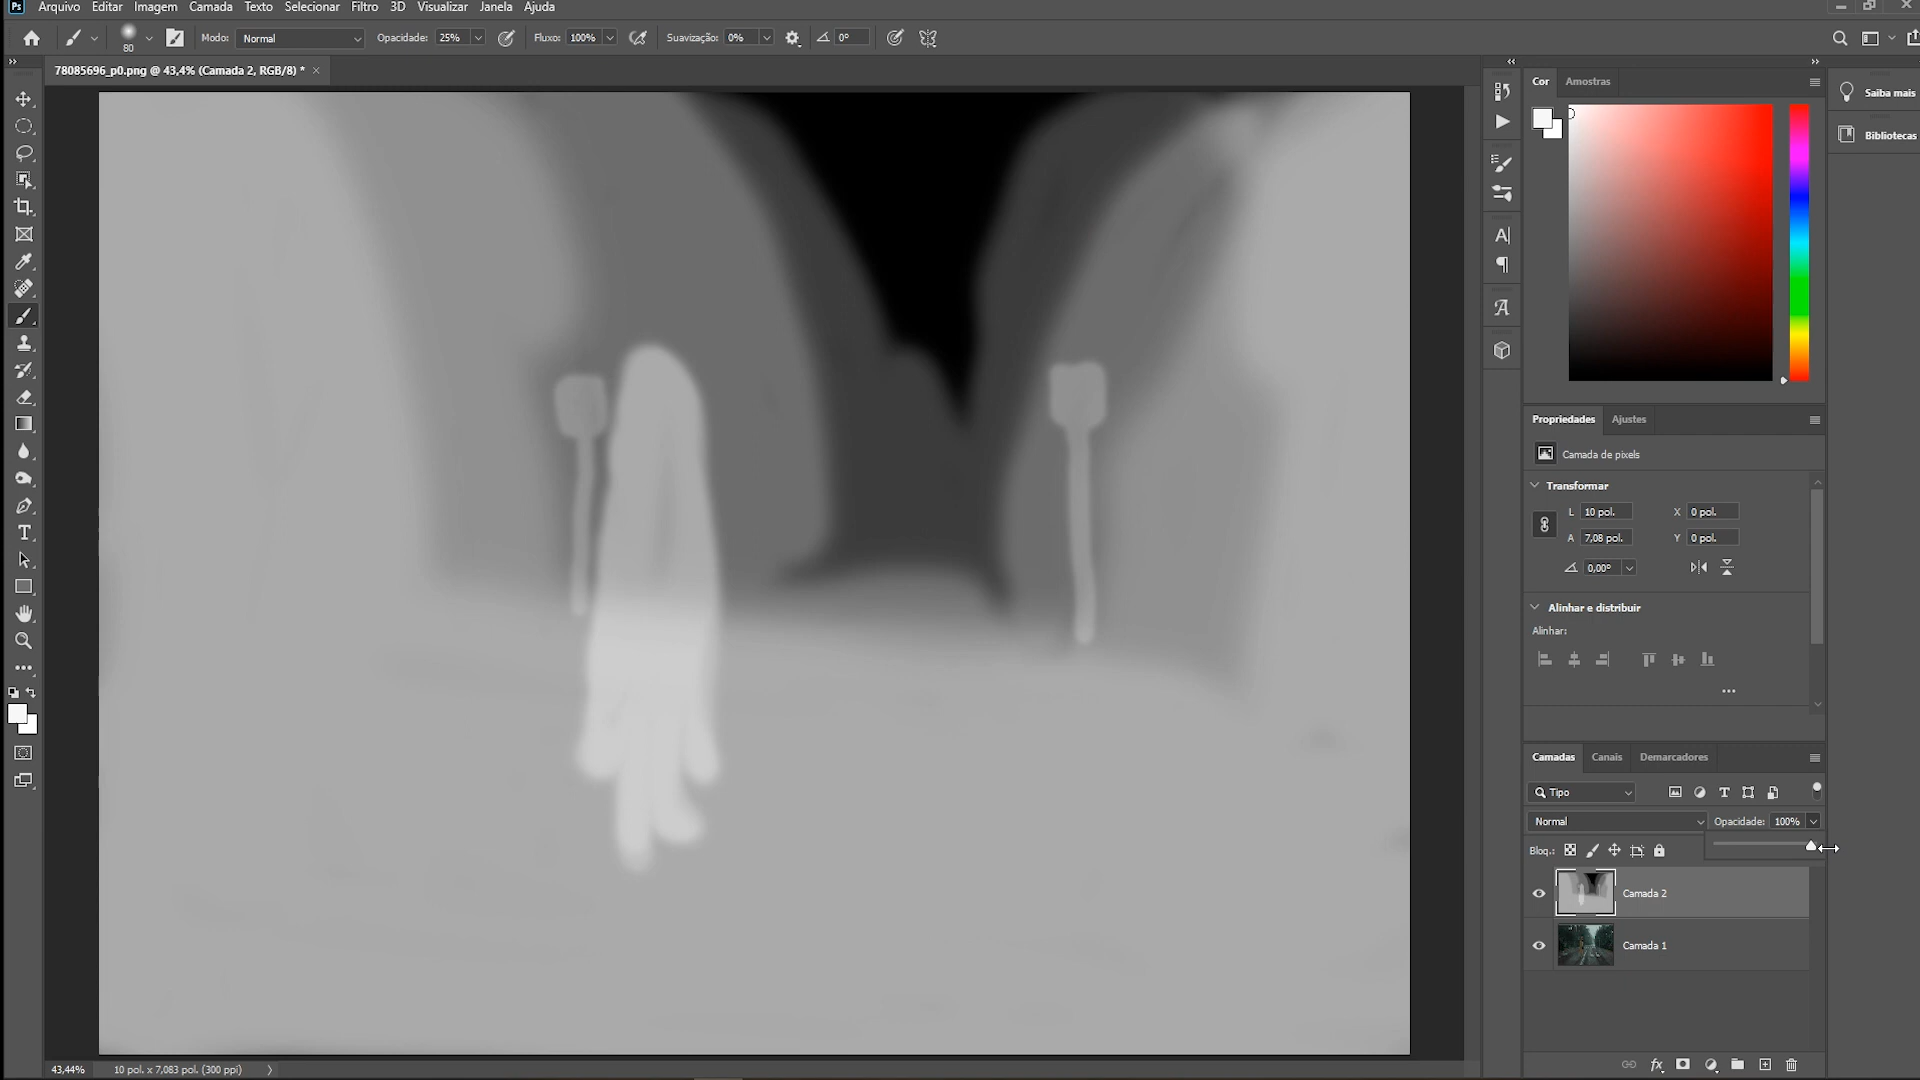 Ps Arquivo Editar Imagem Camada Texto Selecionar Filtro 3D Visualizar Janela Ajuda
80 Modo: Normal Opacidade: 25% Fluxo: 100% Suavização: 0% 0°
78085696_p0.png @ 43,4% (Camada 2, RGB/8) * ×
Cor Amostras
Saiba mais
Bibliotecas
Propriedades Ajustes
Camada de pixels
Transformar
L 10 pol. X 0 pol.
A 7,08 pol. Y 0 pol.
0,00°
Alinhar e distribuir
Alinhar:
Camadas Canais Demarcadores
Tipo
Normal Opacidade: 100%
Bloq.:
Camada 2
Camada 1
fx
43,44% 10 pol. x 7,083 pol. (300 ppi)